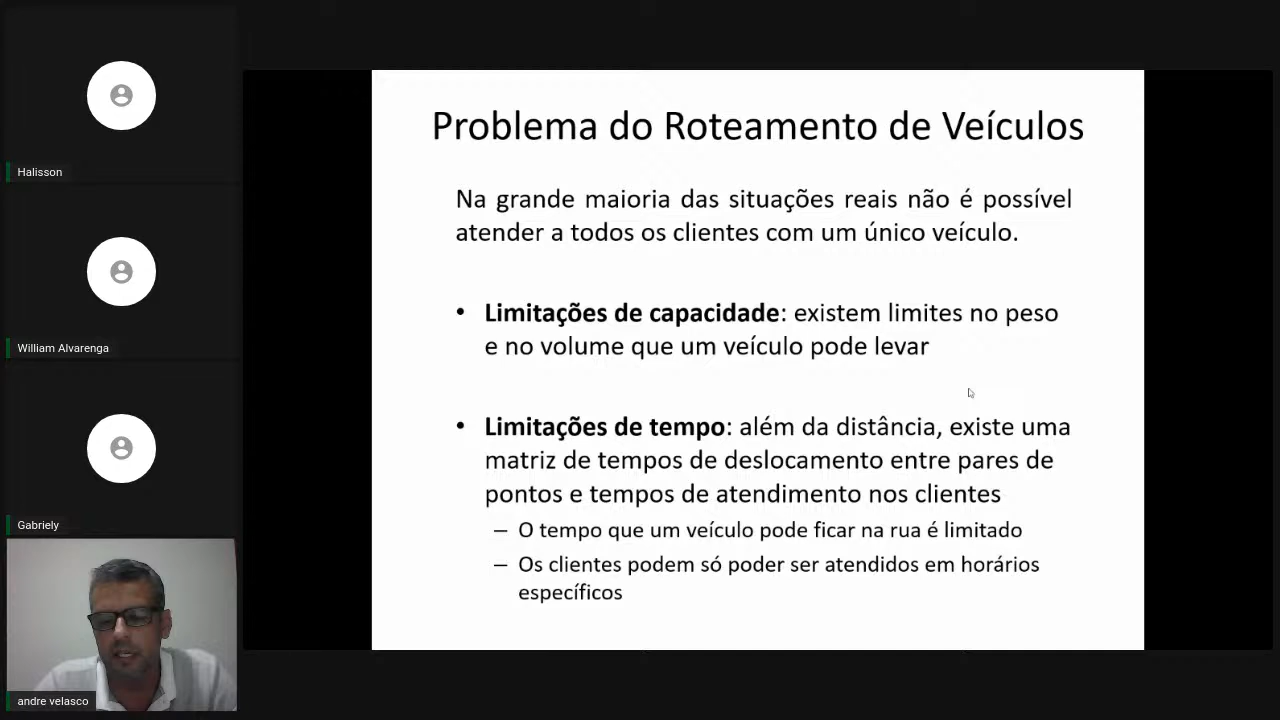 Halisson
William Alvarenga
Gabriely
andre velasco
Problema do Roteamento de Veículos
Na grande maioria das situações reais não é possível
atender a todos os clientes com um único veículo.
• Limitações de capacidade: existem limites no peso
e no volume que um veículo pode levar
• Limitações de tempo: além da distância, existe uma
matriz de tempos de deslocamento entre pares de
pontos e tempos de atendimento nos clientes
– O tempo que um veículo pode ficar na rua é limitado
– Os clientes podem só poder ser atendidos em horários
específicos